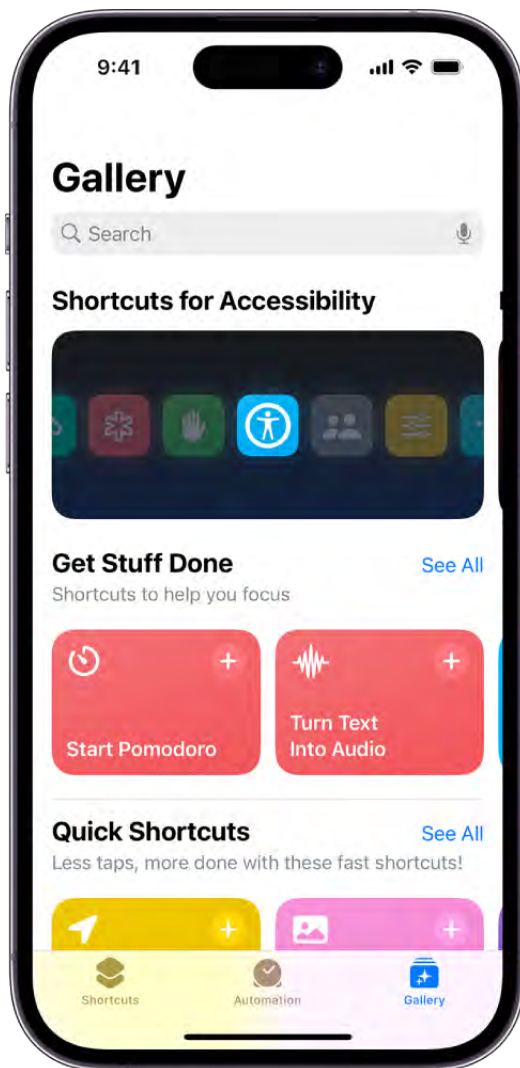 9:41
Gallery
Search
Shortcuts for Accessibility
Get Stuff Done
See All
Shortcuts to help you focus
Start Pomodoro
Turn Text
Into Audio
Quick Shortcuts
See All
Less taps, more done with these fast shortcuts!
Shortcuts
Automation
Gallery